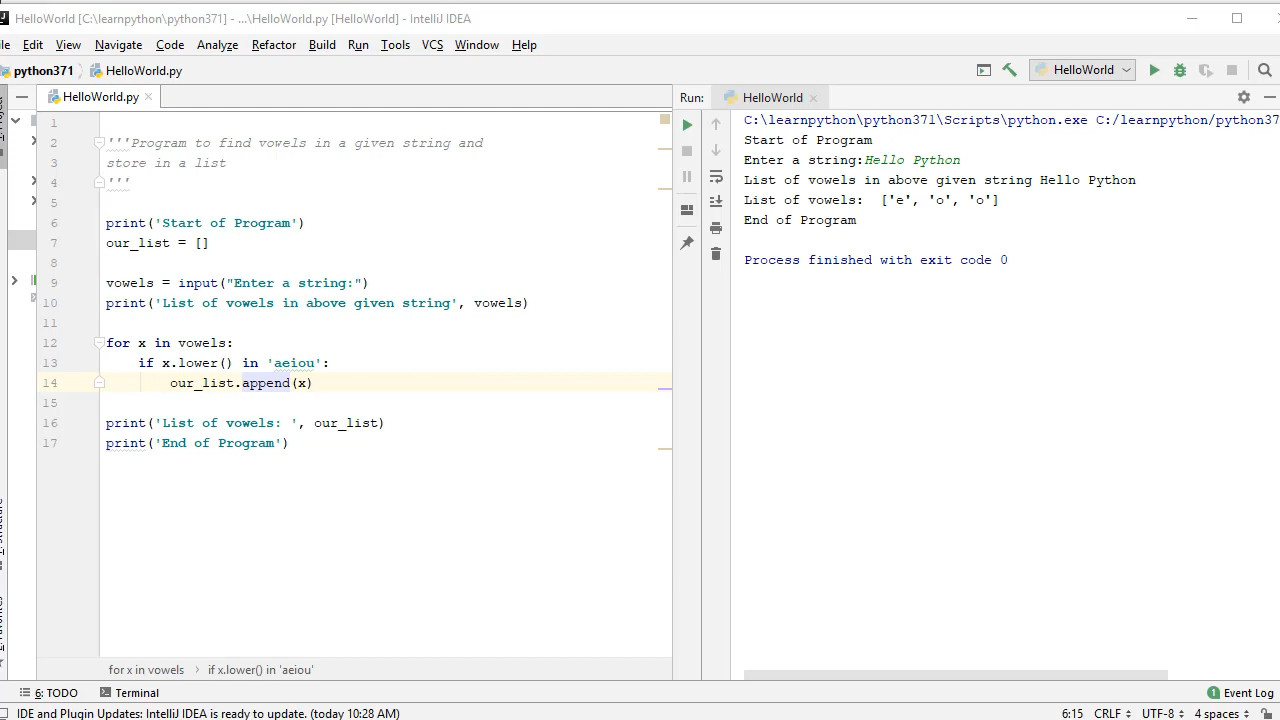 HelloWorld [C:\learnpython\python371] - ...\HelloWorld.py [HelloWorld] - IntelliJ IDEA
Edit View Navigate Code Analyze Refactor Build Run Tools VCS Window Help
python371 HelloWorld.py HelloWorld
HelloWorld.py
1
2 '''Program to find vowels in a given string and
3 store in a list
4 '''
5
6 print('Start of Program')
7 our_list = []
8
9 vowels = input("Enter a string:")
10 print('List of vowels in above given string', vowels)
11
12 for x in vowels:
13 if x.lower() in 'aeiou':
14 our_list.append(x)
15
16 print('List of vowels: ', our_list)
17 print('End of Program')
for x in vowels › if x.lower() in 'aeiou'
Run: HelloWorld
C:\learnpython\python371\Scripts\python.exe C:/learnpython/python37
Start of Program
Enter a string:Hello Python
List of vowels in above given string Hello Python
List of vowels:  ['e', 'o', 'o']
End of Program
Process finished with exit code 0
6: TODO Terminal 1 Event Log
IDE and Plugin Updates: IntelliJ IDEA is ready to update. (today 10:28 AM) 6:15 CRLF UTF-8 4 spaces